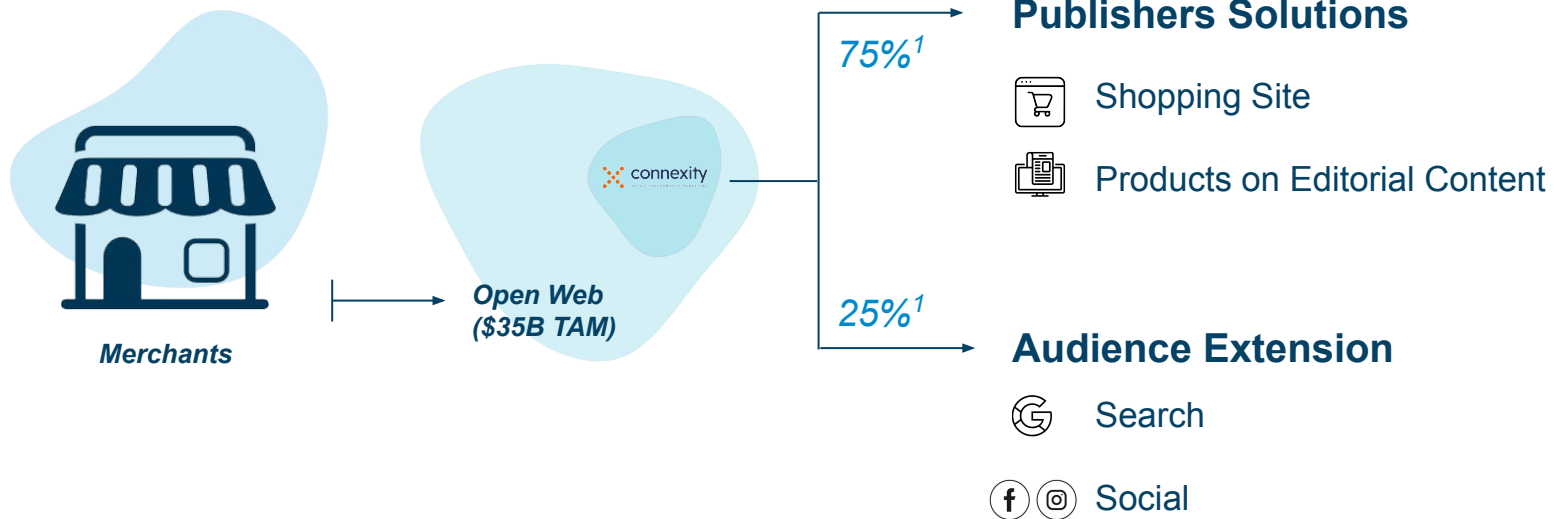 Publishers Solutions
75%1
Shopping Site
connexity
Products on Editorial Content
Open Web
($35B TAM)
25%1
Merchants
Audience Extension
Search
Social